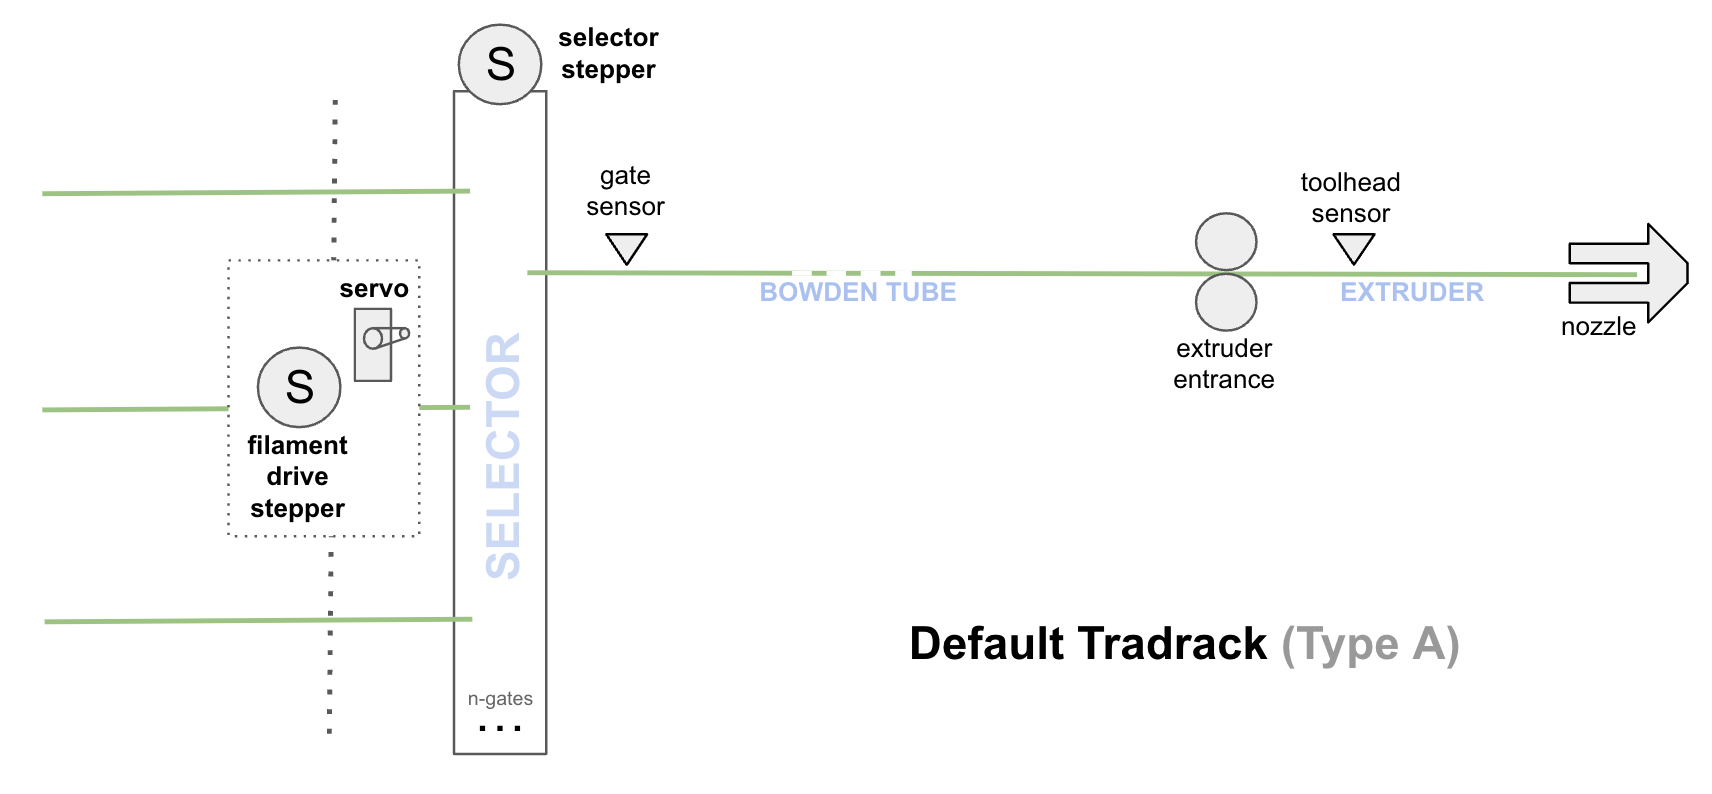 S
selector
stepper
gate
sensor
toolhead
sensor
servo
BOWDEN TUBE
EXTRUDER
nozzle
extruder
entrance
S
filament
drive
stepper
SELECTOR
Default Tradrack (Type A)
n-gates
...